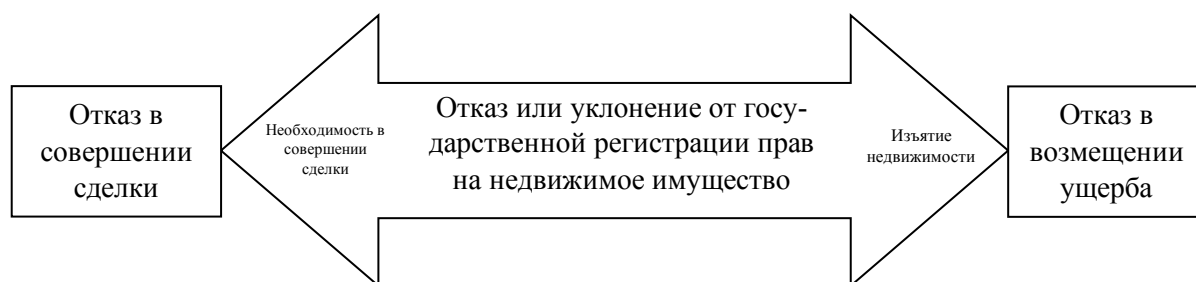 Отказ в
совершении
сделки
Необходимость в
совершении
сделки
Отказ или уклонение от госу-
дарственной регистрации прав
на недвижимое имущество
Изъятие
недвижимости
Отказ в
возмещении
ущерба